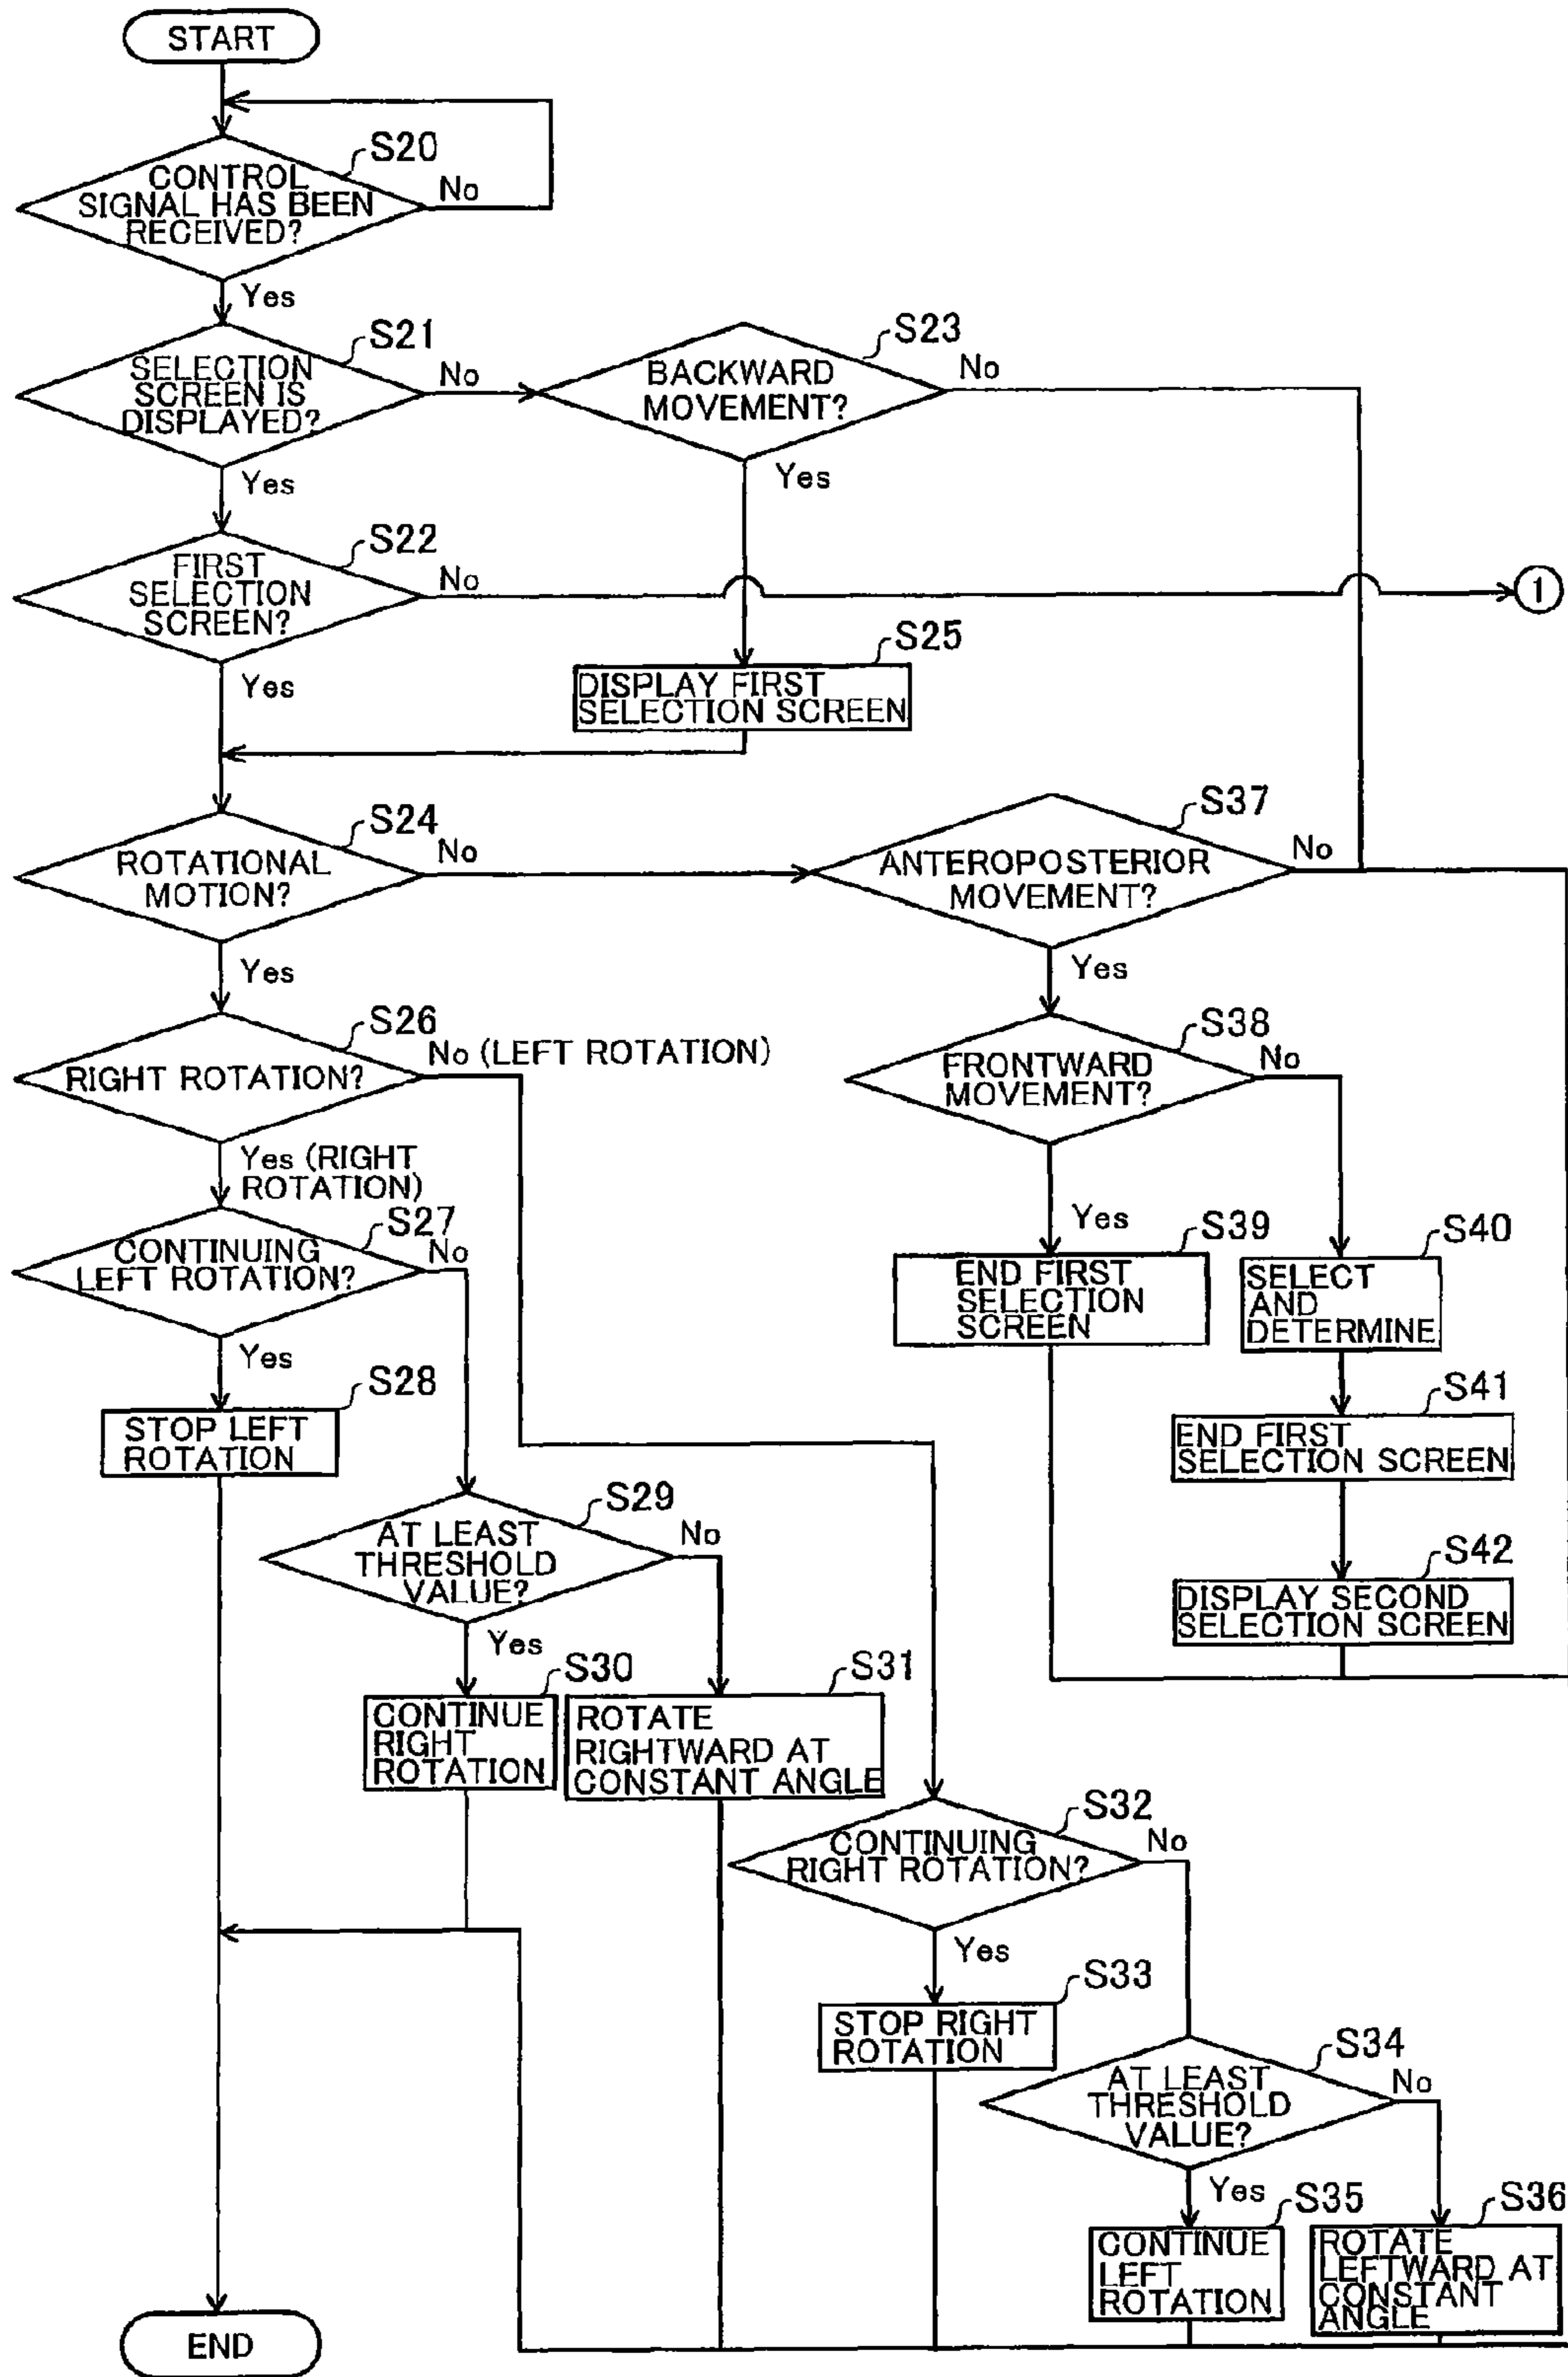 START
S20
CONTROL
SIGNAL HAS BEEN
RECEIVED?
No
Yes
S21
SELECTION
SCREEN IS
DISPLAYED?
No
Yes
S23
BACKWARD
MOVEMENT?
No
Yes
S22
FIRST
SELECTION
SCREEN?
No
Yes
1
S25
DISPLAY FIRST
SELECTION SCREEN
S24
ROTATIONAL
MOTION?
No
Yes
S37
ANTEROPOSTERIOR
MOVEMENT?
No
Yes
S26
RIGHT ROTATION?
No (LEFT ROTATION)
Yes (RIGHT
ROTATION)
S38
FRONTWARD
MOVEMENT?
No
Yes
S27
CONTINUING
LEFT ROTATION?
No
Yes
S39
END FIRST
SELECTION
SCREEN
S40
SELECT
AND
DETERMINE
S28
STOP LEFT
ROTATION
S41
END FIRST
SELECTION SCREEN
S29
AT LEAST
THRESHOLD
VALUE?
No
Yes
S42
DISPLAY SECOND
SELECTION SCREEN
S30
CONTINUE
RIGHT
ROTATION
S31
ROTATE
RIGHTWARD AT
CONSTANT ANGLE
S32
CONTINUING
RIGHT ROTATION?
No
Yes
S33
STOP RIGHT
ROTATION
S34
AT LEAST
THRESHOLD
VALUE?
No
Yes
S35
CONTINUE
LEFT
ROTATION
S36
ROTATE
LEFTWARD AT
CONSTANT
ANGLE
END